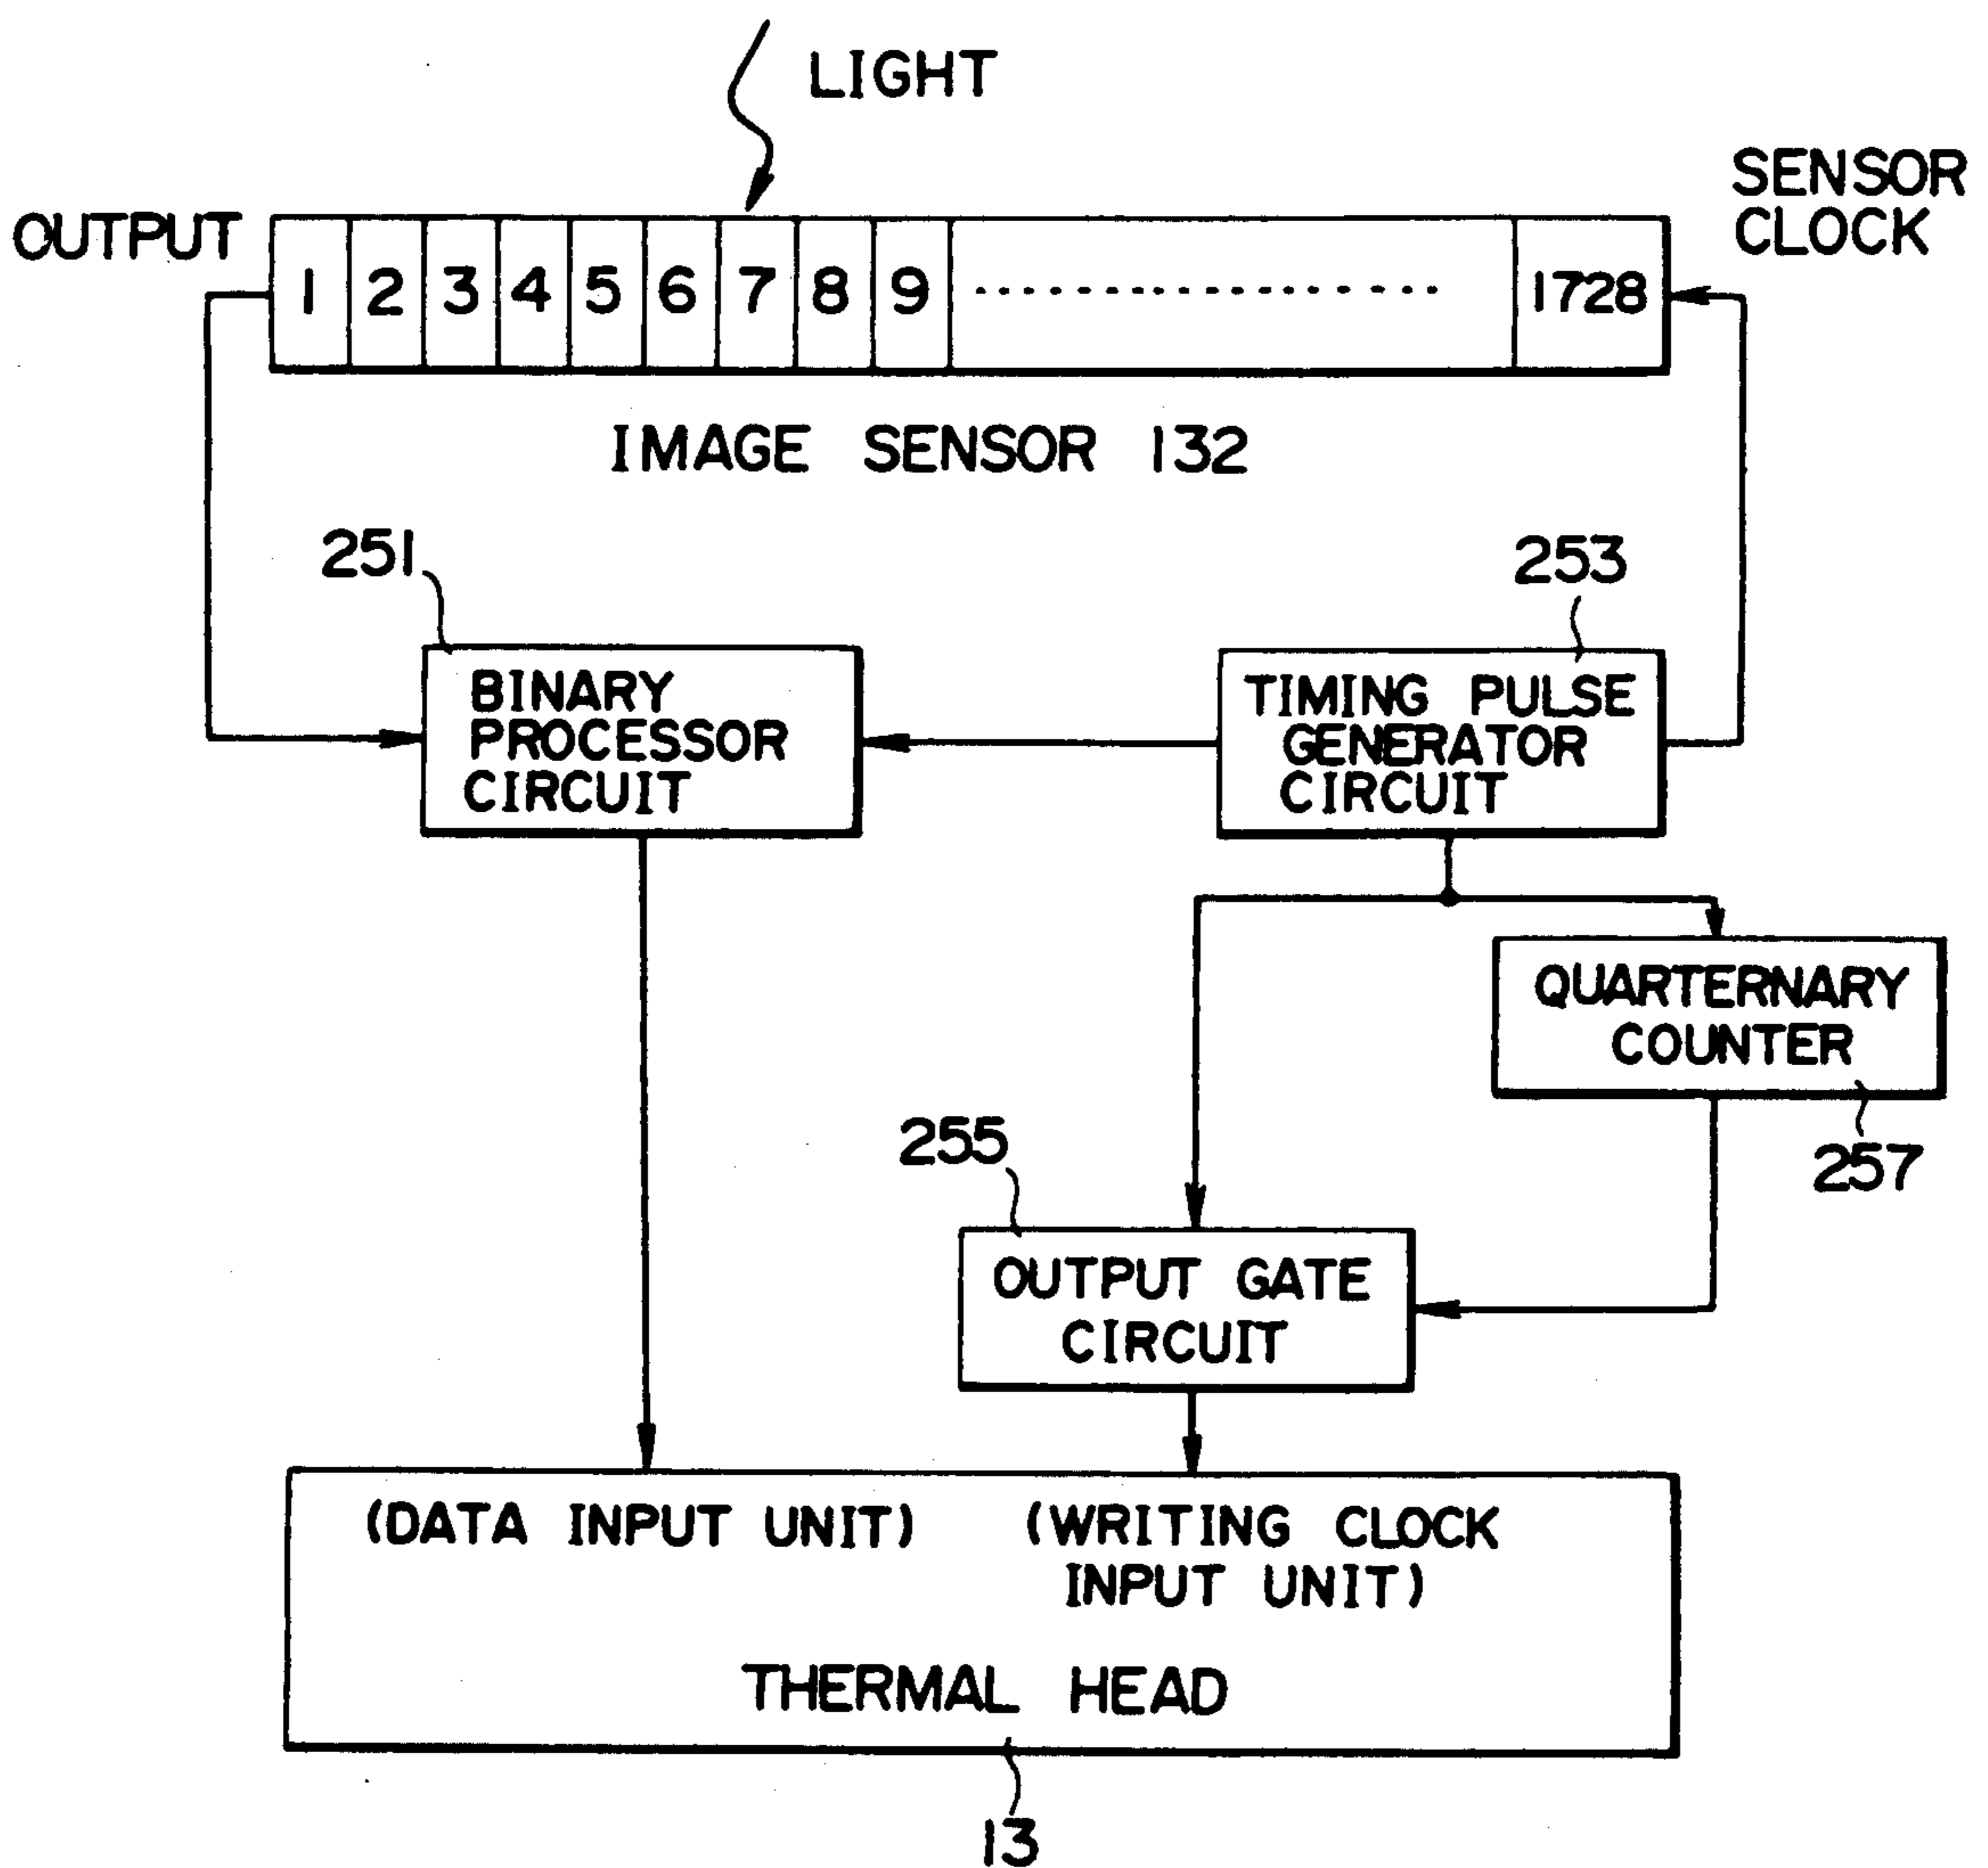 LIGHT
SENSOR
CLOCK
OUTPUT
1 2 3 4 5 6 7 8 9 .................... 1728
IMAGE SENSOR 132
251
253
BINARY
PROCESSOR
CIRCUIT
TIMING PULSE
GENERATOR
CIRCUIT
QUARTERNARY
COUNTER
255
257
OUTPUT GATE
CIRCUIT
(DATA INPUT UNIT)
(WRITING CLOCK
INPUT UNIT)
THERMAL HEAD
13